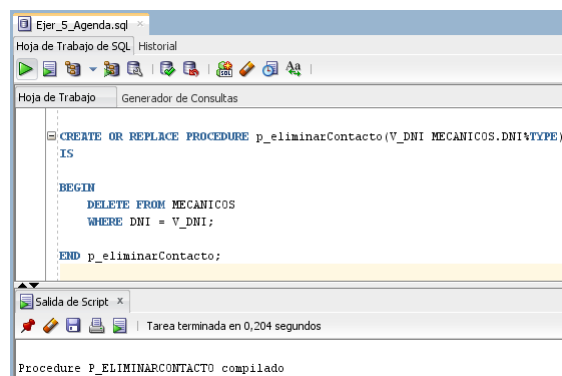 Ejer_5_Agenda.sql
Hoja de Trabajo de SQL Historial
Hoja de Trabajo Generador de Consultas
CREATE OR REPLACE PROCEDURE p_eliminarContacto(V_DNI MECANICOS.DNI%TYPE)
IS
BEGIN
DELETE FROM MECANICOS
WHERE DNI = V_DNI;
END p_eliminarContacto;
Salida de Script x
Tarea terminada en 0,204 segundos
Procedure P_ELIMINARCONTACTO compilado